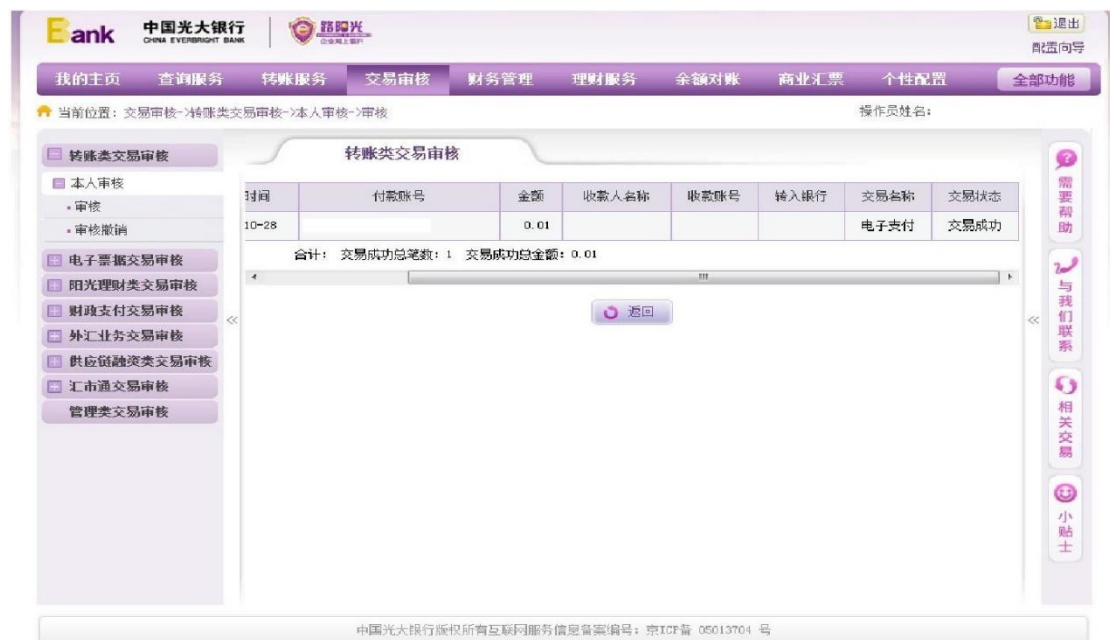 Eank 中国光大银行 CHINA EVERBRIGHT BANK 企业网上银行
退出
配置向导
我的主页 查询服务 转账服务 交易审核 财务管理 理财服务 余额对账 商业汇票 个性配置 全部功能
当前位置：交易审核->转账类交易审核->本人审核->审核
操作员姓名：
转账类交易审核
本人审核
审核
审核撤销
电子票据交易审核
阳光理财类交易审核
财政支付交易审核
外汇业务交易审核
供应链融资类交易审核
汇市通交易审核
管理类交易审核
转账类交易审核
时间 付款账号 金额 收款人名称 收款账号 转入银行 交易名称 交易状态
10-28 0.01 电子支付 交易成功
合计： 交易成功总笔数：1 交易成功总金额：0.01
返回
需要帮助
与我们联系
相关交易
小贴士
中国光大银行版权所有互联网服务信息备案编号：京ICP备 05013704 号